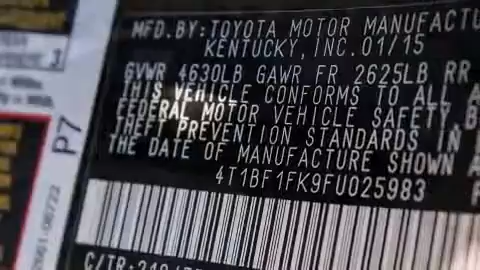 MFD.BY:TOYOTA MOTOR MANUFACTU
KENTUCKY,INC.01/15
GVWR 4630LB GAWR FR 2625LB RR
THIS VEHICLE CONFORMS TO ALL A
FEDERAL MOTOR VEHICLE SAFETY B
THEFT PREVENTION STANDARDS IN
THE DATE OF MANUFACTURE SHOWN A
4T1BF1FK9FU025983
C/TR:
P7